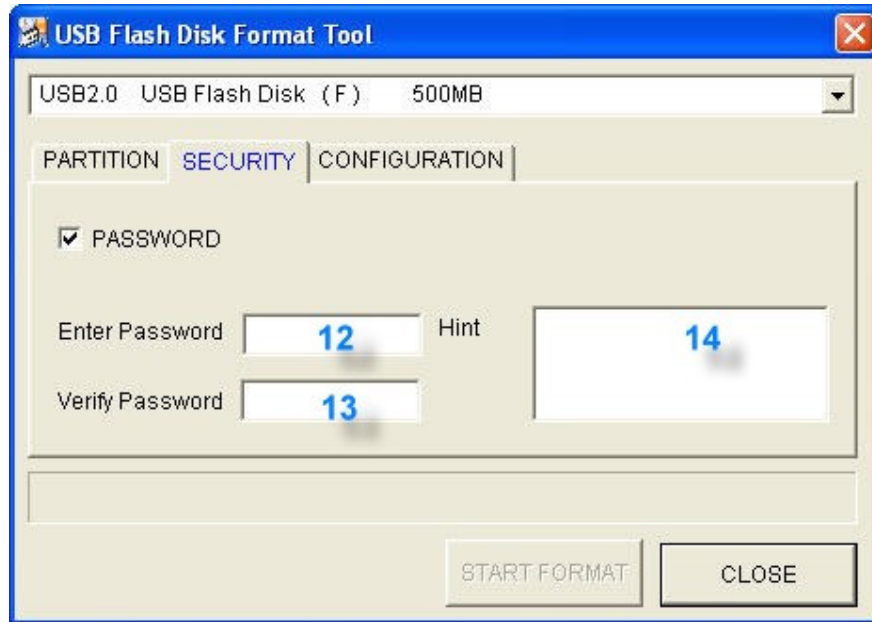 USB Flash Disk Format Tool
USB2.0 USB Flash Disk (F) 500MB
PARTITION SECURITY CONFIGURATION
PASSWORD
Enter Password 12 Hint 14
Verify Password 13
START FORMAT CLOSE